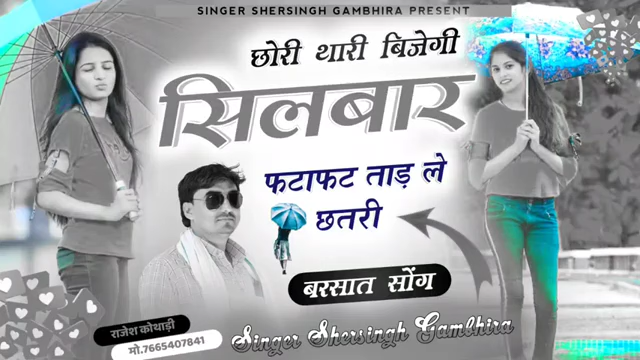 SINGER SHERSINGH GAMBHIRA PRESENT
छोरी थारी बिजेगी
सिलबार
फटाफट ताड़ ले
छतरी
बरसात सोंग
राजेश कोथाड़ी
मो.7665407841
Singer Shersingh Gambhira